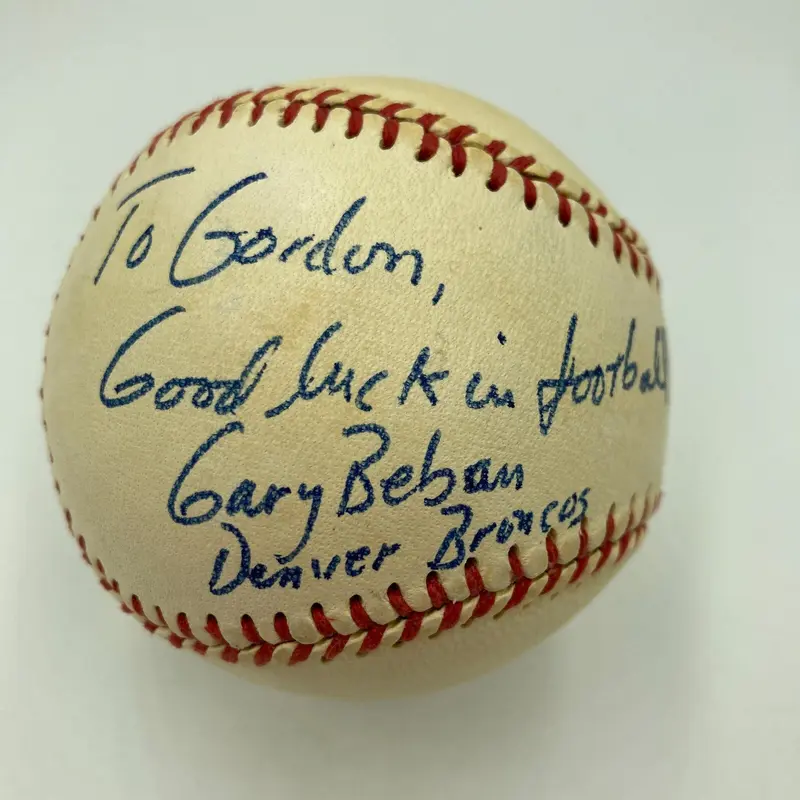 To Gordon,
Good luck in football
Gary Beban
Denver Broncos